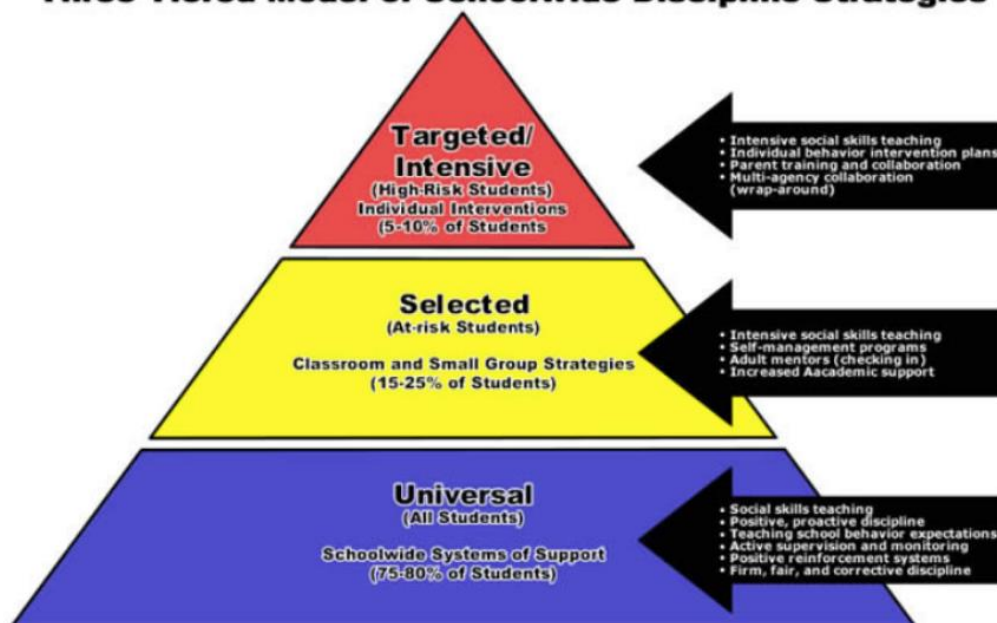 Three Tiered Model of Schoolwide Discipline Strategies
Targeted/
Intensive
(High-Risk Students)
Individual Interventions
(5-10% of Students
• Intensive social skills teaching
• Individual behavior intervention plans
• Parent training and collaboration
• Multi-agency collaboration
(wrap-around)
Selected
(At-risk Students)
Classroom and Small Group Strategies
(15-25% of Students)
• Intensive social skills teaching
• Self-management programs
• Adult mentors (checking in)
• Increased Aacademic support
Universal
(All Students)
Schoolwide Systems of Support
(75-80% of Students)
• Social skills teaching
• Positive, proactive discipline
• Teaching school behavior expectations
• Active supervision and monitoring
• Positive reinforcement systems
• Firm, fair, and corrective discipline